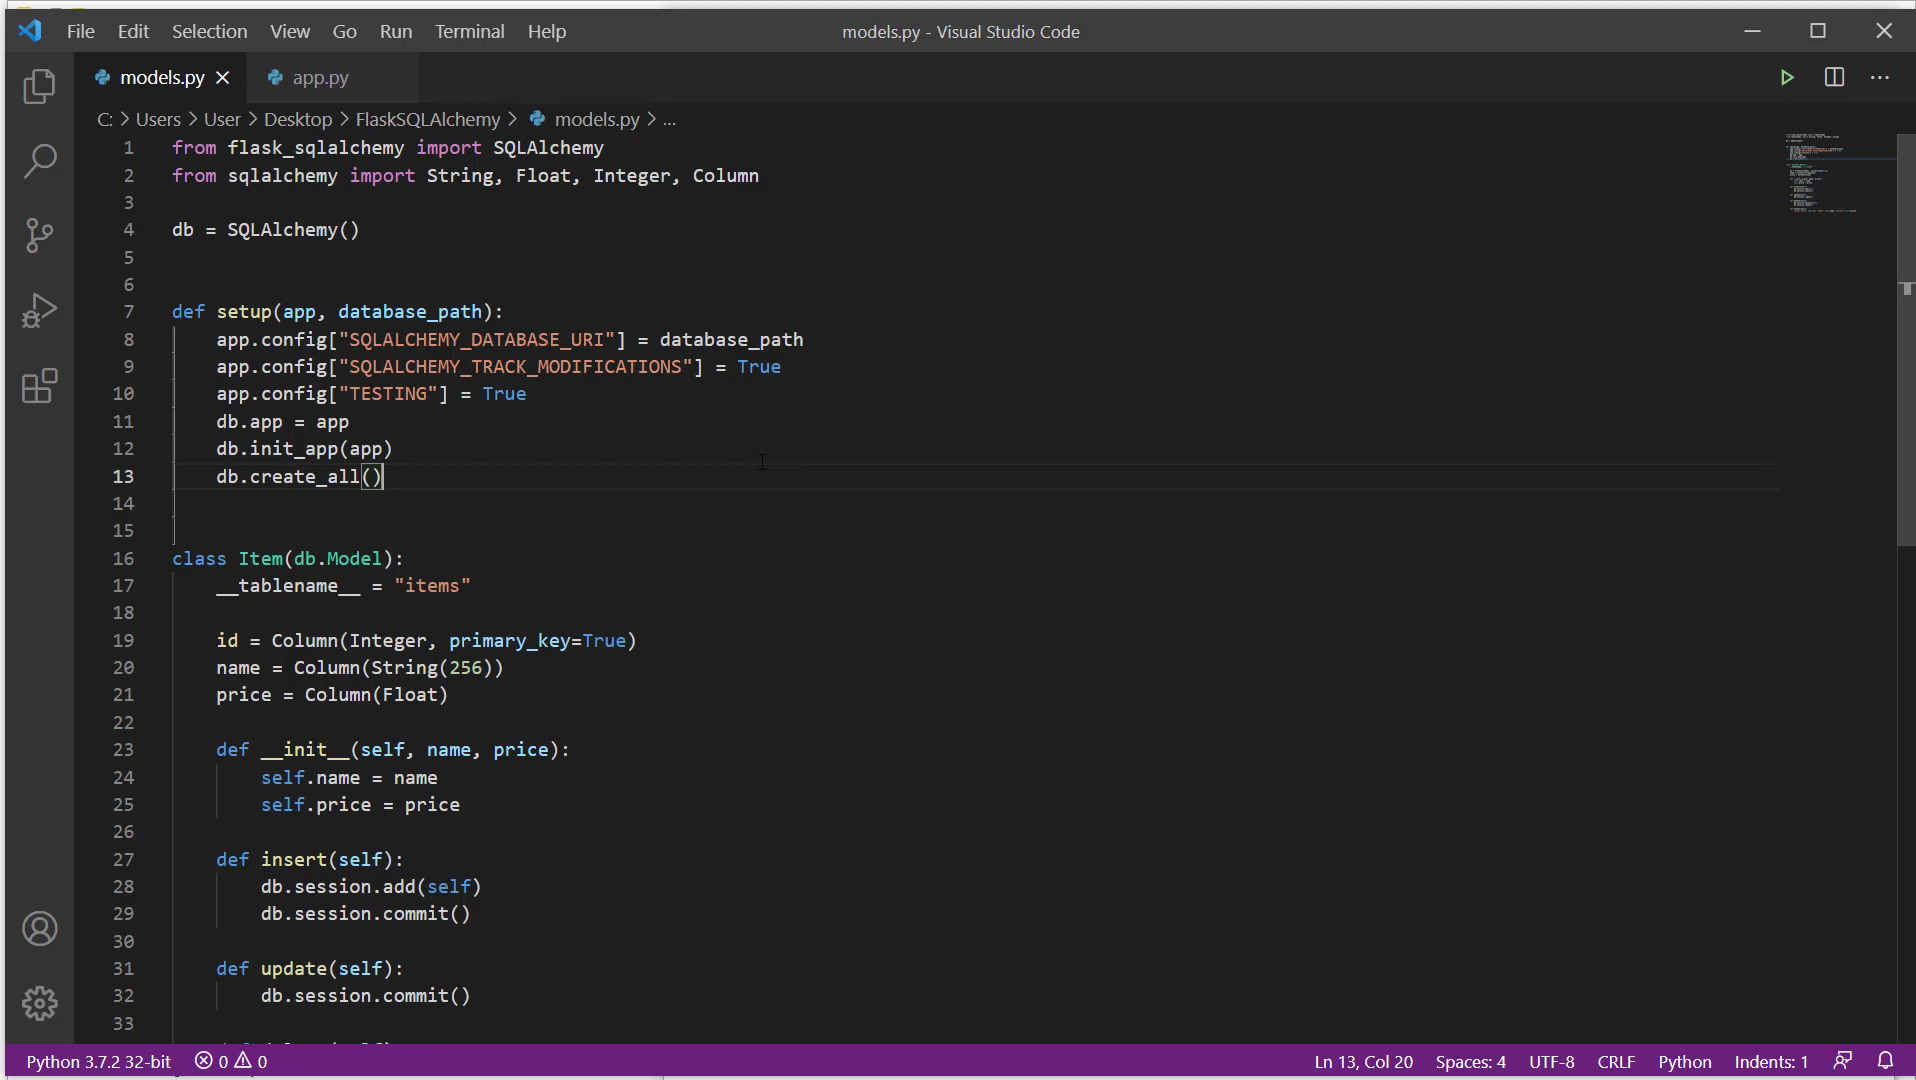 File Edit Selection View Go Run Terminal Help models.py - Visual Studio Code
models.py app.py
C: > Users > User > Desktop > FlaskSQLAlchemy > models.py > ...
1 from flask_sqlalchemy import SQLAlchemy
2 from sqlalchemy import String, Float, Integer, Column
3
4 db = SQLAlchemy()
5
6
7 def setup(app, database_path):
8     app.config["SQLALCHEMY_DATABASE_URI"] = database_path
9     app.config["SQLALCHEMY_TRACK_MODIFICATIONS"] = True
10     app.config["TESTING"] = True
11     db.app = app
12     db.init_app(app)
13     db.create_all()
14
15
16 class Item(db.Model):
17     __tablename__ = "items"
18
19     id = Column(Integer, primary_key=True)
20     name = Column(String(256))
21     price = Column(Float)
22
23     def __init__(self, name, price):
24         self.name = name
25         self.price = price
26
27     def insert(self):
28         db.session.add(self)
29         db.session.commit()
30
31     def update(self):
32         db.session.commit()
33
Python 3.7.2 32-bit 0 0 Ln 13, Col 20 Spaces: 4 UTF-8 CRLF Python Indents: 1